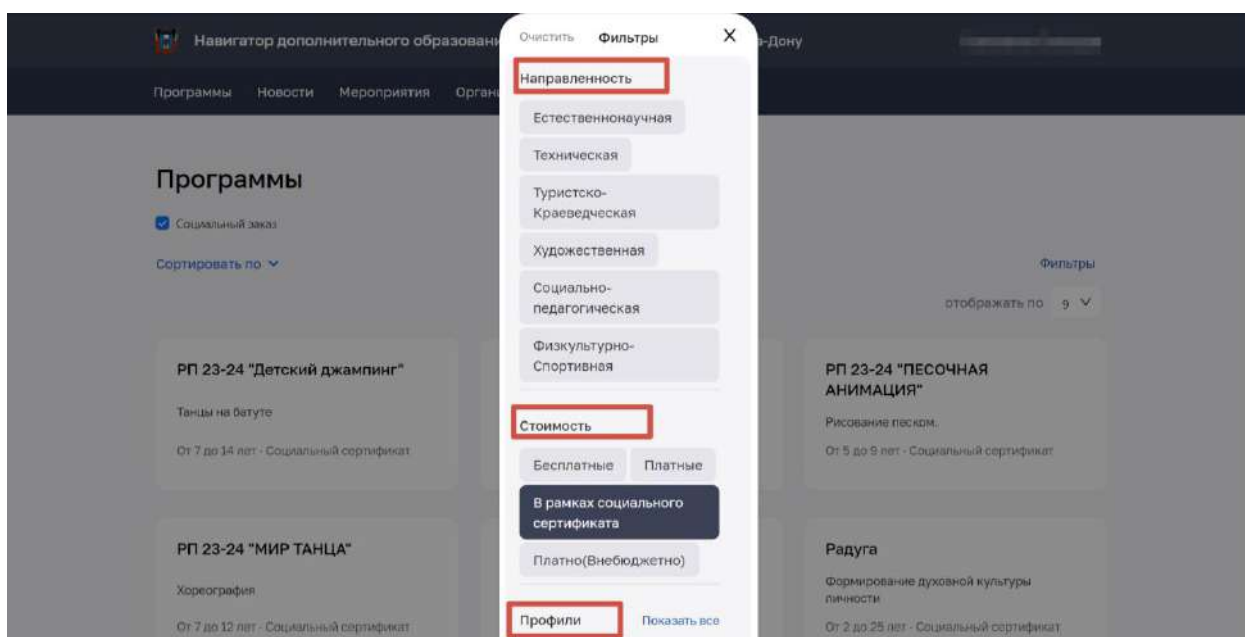 Навигатор дополнительного образовани
а-Дону
Программы Новости Мероприятия Орган
Очистить Фильтры
Направленность
Естественнонаучная
Техническая
Туристско-
Краеведческая
Художественная
Социально-
педагогическая
Физкультурно-
Спортивная
Стоимость
Бесплатные Платные
В рамках социального
сертификата
Платно(Внебюджетно)
Профили Показать все
Программы
Социальный заказ
Сортировать по
Фильтры
отображать по 9
РП 23-24 "Детский джампинг"
Танцы на батуте
От 7 до 14 лет · Социальный сертификат
РП 23-24 "ПЕСОЧНАЯ
АНИМАЦИЯ"
Рисование песком.
От 5 до 9 лет · Социальный сертификат
РП 23-24 "МИР ТАНЦА"
Хореография
От 7 до 12 лет · Социальный сертификат
Радуга
Формирование духовной культуры
личности
От 2 до 25 лет · Социальный сертификат